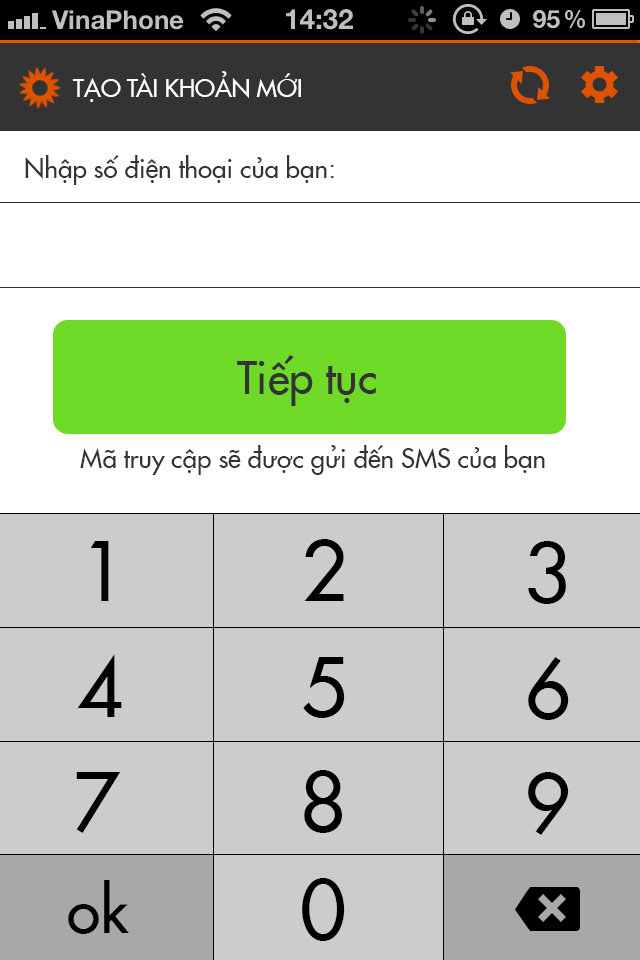 VinaPhone 14:32 95 %
TẠO TÀI KHOẢN MỚI
Nhập số điện thoại của bạn:
Tiếp tục
Mã truy cập sẽ được gửi đến SMS của bạn
1 2 3
4 5 6
7 8 9
ok 0